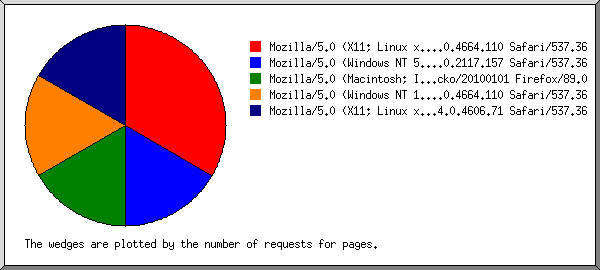 Mozilla/5.0 (X11; Linux x....0.4664.110 Safari/537.36
Mozilla/5.0 (Windows NT 5....0.2117.157 Safari/537.36
Mozilla/5.0 (Macintosh; I...cko/20100101 Firefox/89.0
Mozilla/5.0 (Windows NT 1....0.4664.110 Safari/537.36
Mozilla/5.0 (X11; Linux x...4.0.4606.71 Safari/537.36
The wedges are plotted by the number of requests for pages.